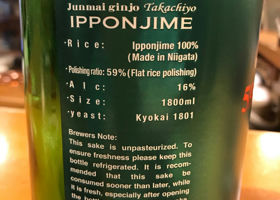 Junmai ginjo Takachiyo
IPPONJIME
·Rice: Ipponjime 100%
(Made in Niigata)
·Polishing ratio: 59% (Flat rice polishing)
·Alc: 16%
·Size: 1800ml
·yeast: Kyokai 1801
Brewers Note:
This sake is unpasteurized. To
ensure freshness please keep this
bottle refrigerated. It is recom-
mended that this sake be
consumed sooner than later, while
it is fresh, especially after opening
the